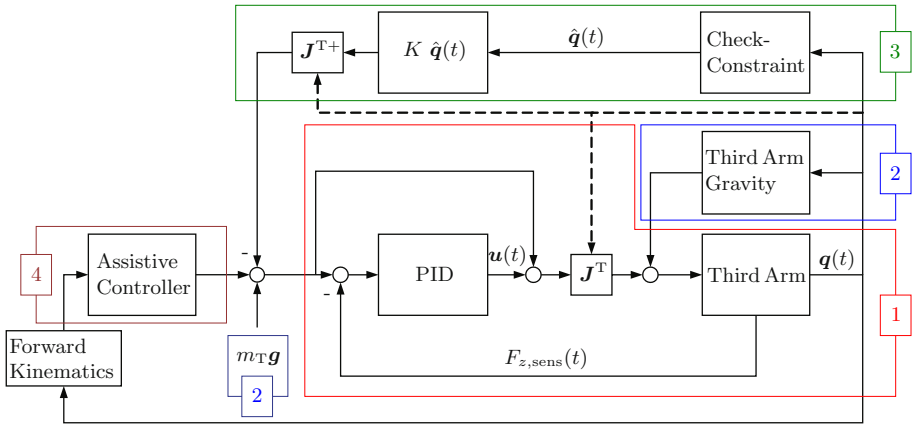 J^T+
K q̂(t)
q̂(t)
Check-
Constraint
3
Third Arm
Gravity
2
4
Assistive
Controller
-
-
PID
u(t)
J^T
Third Arm
q(t)
1
Forward
Kinematics
m_T g
2
F_z,sens(t)